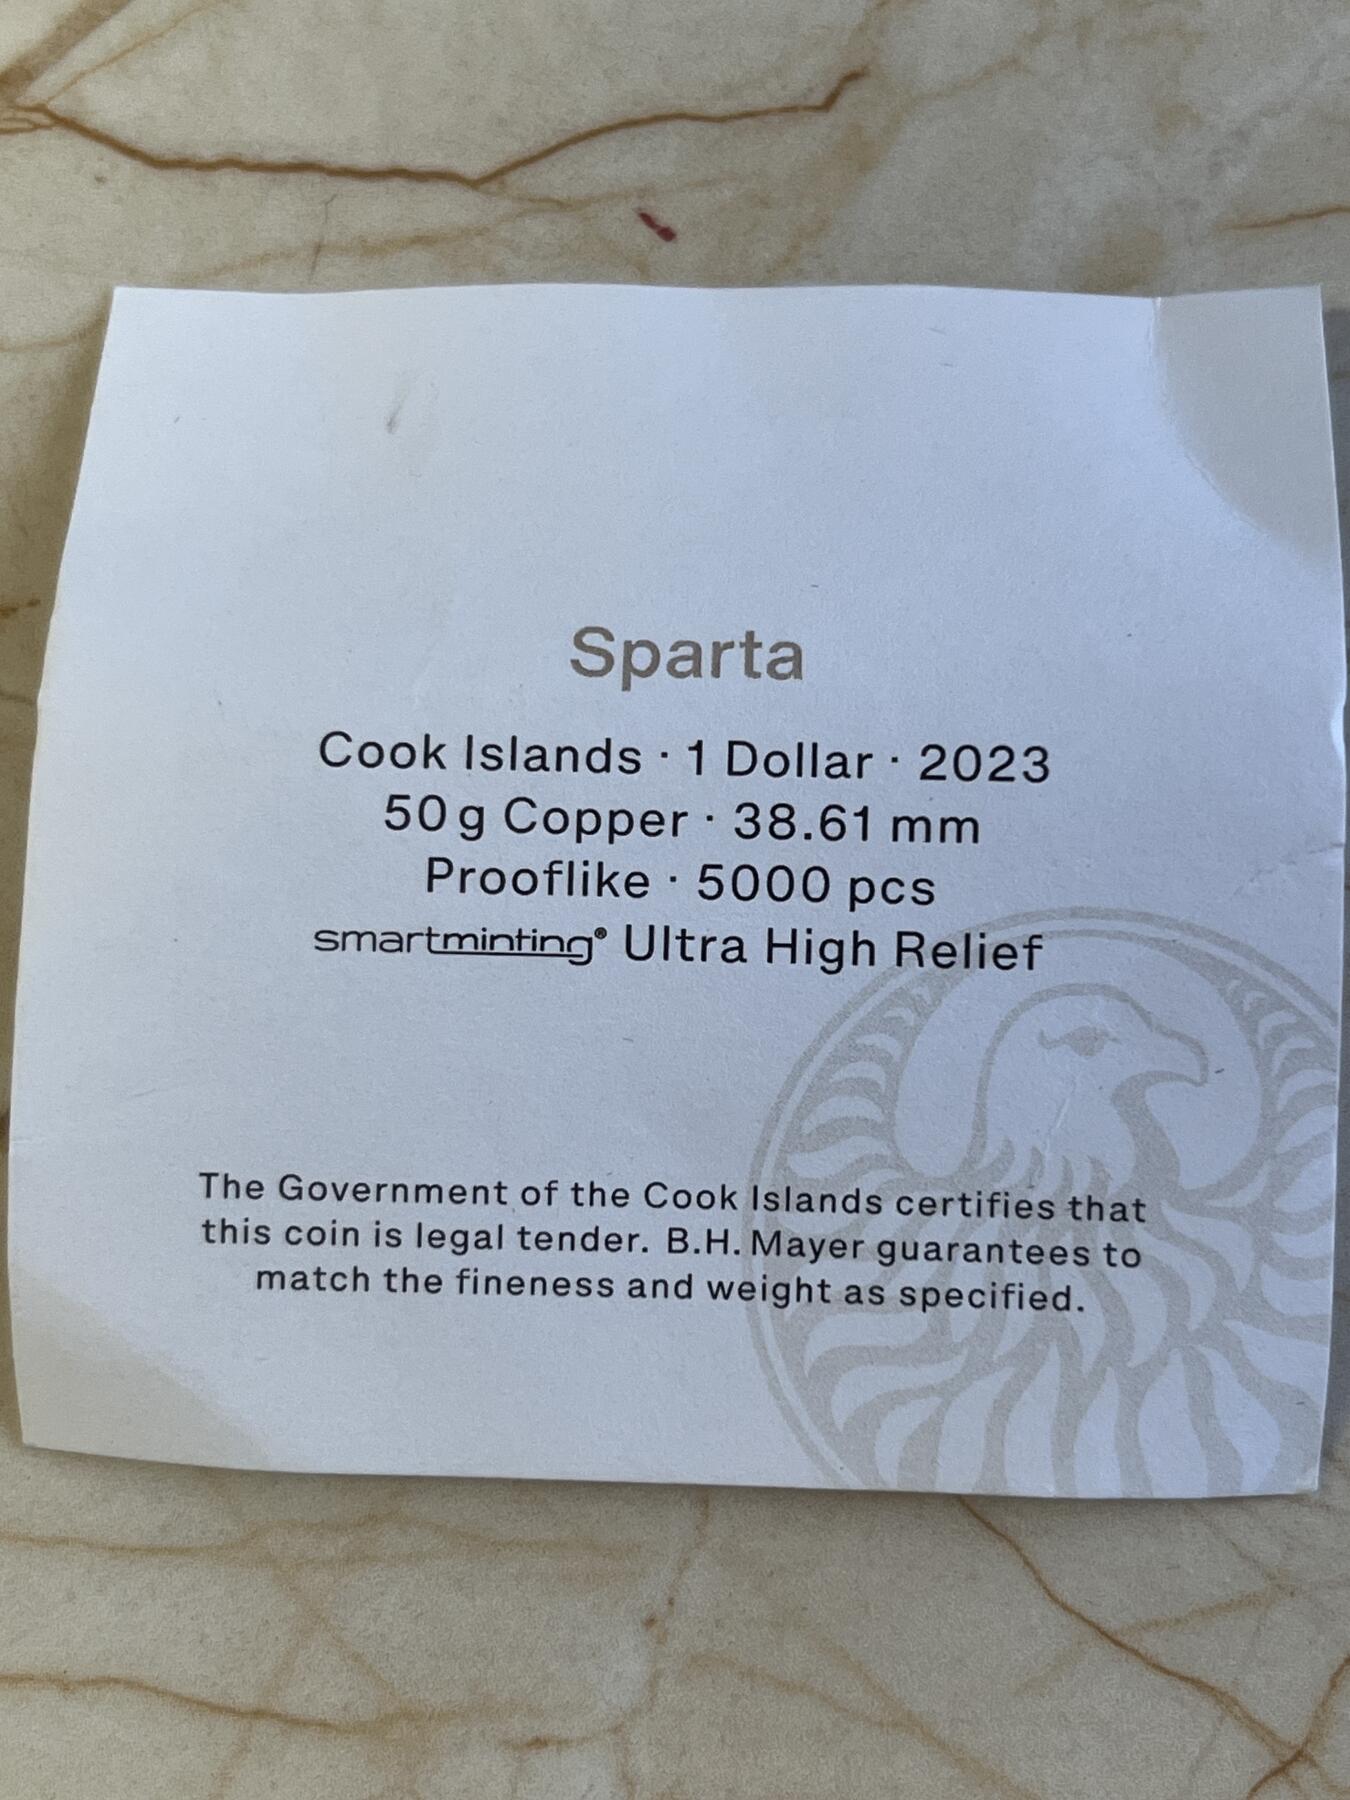 Sparta
Cook Islands · 1 Dollar · 2023
50 g Copper · 38.61 mm
Prooflike · 5000 pcs
smartminting® Ultra High Relief
The Government of the Cook Islands certifies that
this coin is legal tender. B.H. Mayer guarantees to
match the fineness and weight as specified.